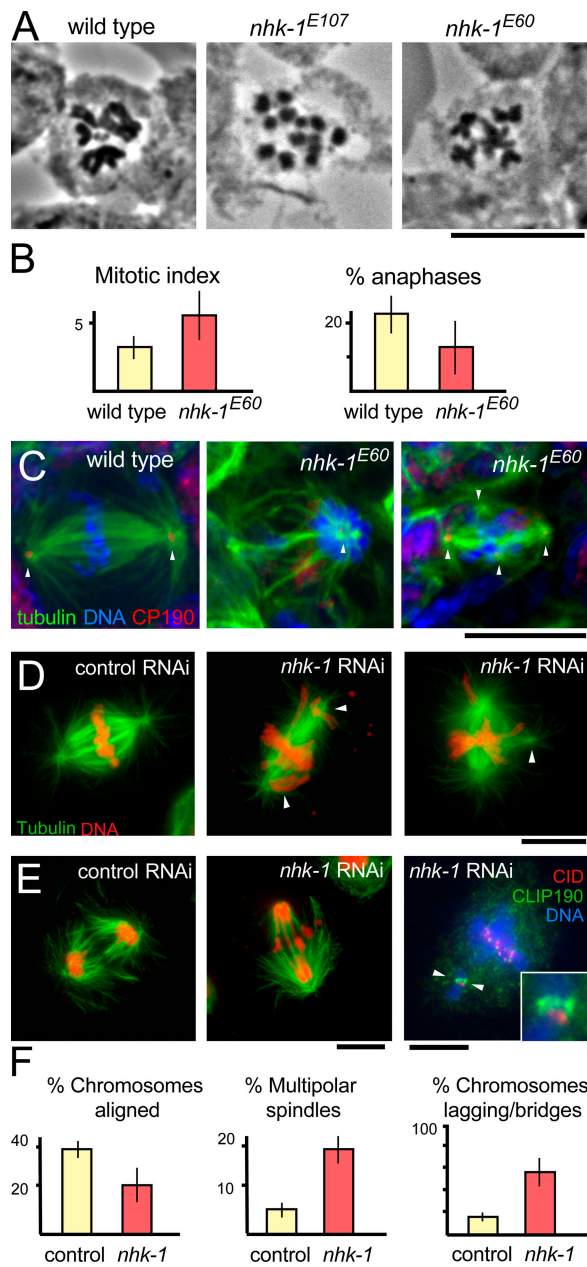 A
wild type
nhk-1E107
nhk-1E60
B
Mitotic index
% anaphases
5
20
wild type nhk-1E60
wild type nhk-1E60
C
wild type
nhk-1E60
nhk-1E60
tubulin DNA CP190
D
control RNAi
nhk-1 RNAi
nhk-1 RNAi
Tubulin DNA
E
control RNAi
nhk-1 RNAi
nhk-1 RNAi
CID
CLIP190
DNA
F
% Chromosomes
aligned
% Multipolar
spindles
% Chromosomes
lagging/bridges
40
20
20
10
100
control nhk-1
control nhk-1
control nhk-1